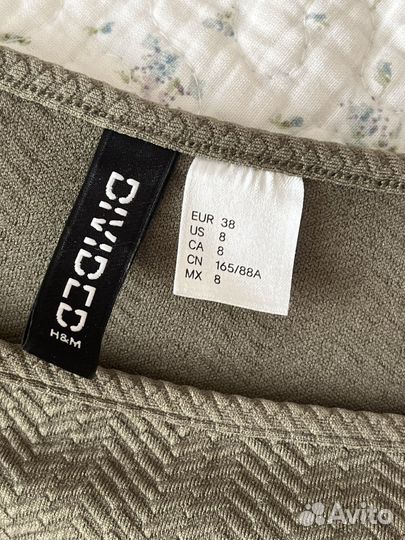 DIVIDED
H&M
EUR 38
US 8
CA 8
CN 165/88A
MX 8
Avito